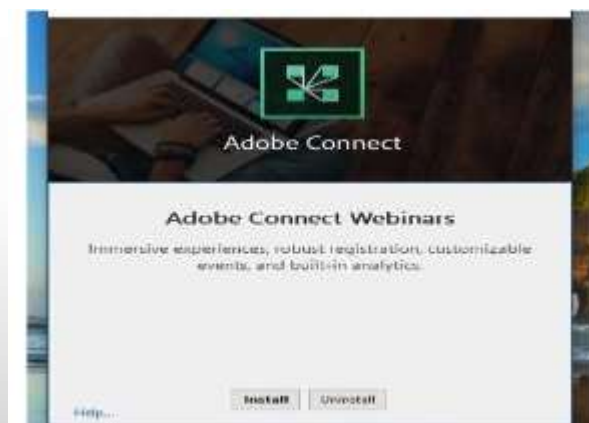 Adobe Connect
Adobe Connect Webinars
Immersive experiences, robust registration, customizable
events, and built-in analytics.
Install Uninstall
Help...